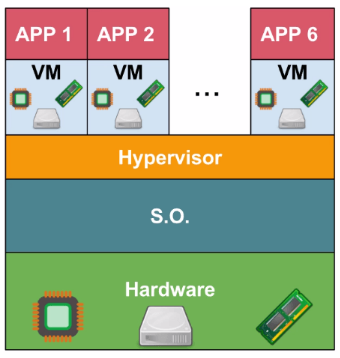 APP 1 APP 2 APP 6
VM VM ... VM
Hypervisor
S.O.
Hardware